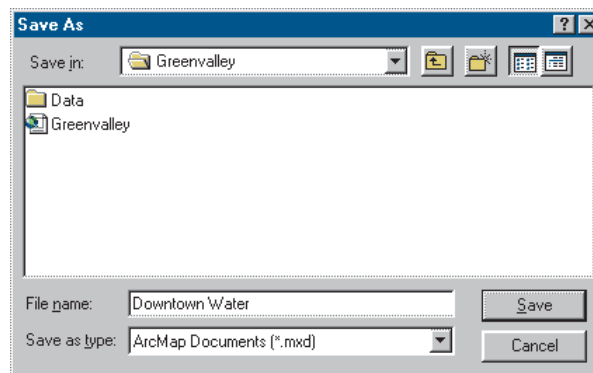 Save As
Save in: Greenvalley
Data
Greenvalley
File name: Downtown Water Save
Save as type: ArcMap Documents (*.mxd) Cancel